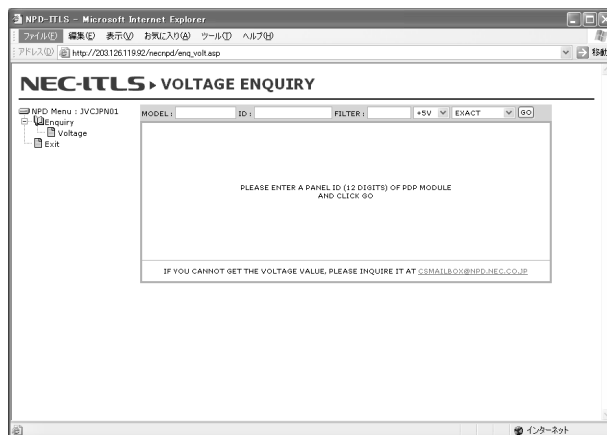 NPD-ITLS - Microsoft Internet Explorer
ファイル(F) 編集(E) 表示(V) お気に入り(A) ツール(T) ヘルプ(H)
アドレス(D) http://203.126.119.92/necnpd/enq_volt.asp 移動
NEC-ITLS VOLTAGE ENQUIRY
NPD Menu : JVCJPN01
Enquiry
Voltage
Exit
MODEL : ID : FILTER : +5V EXACT GO
PLEASE ENTER A PANEL ID (12 DIGITS) OF PDP MODULE
AND CLICK GO
IF YOU CANNOT GET THE VOLTAGE VALUE, PLEASE INQUIRE IT AT CSMAILBOX@NPD.NEC.CO.JP
インターネット